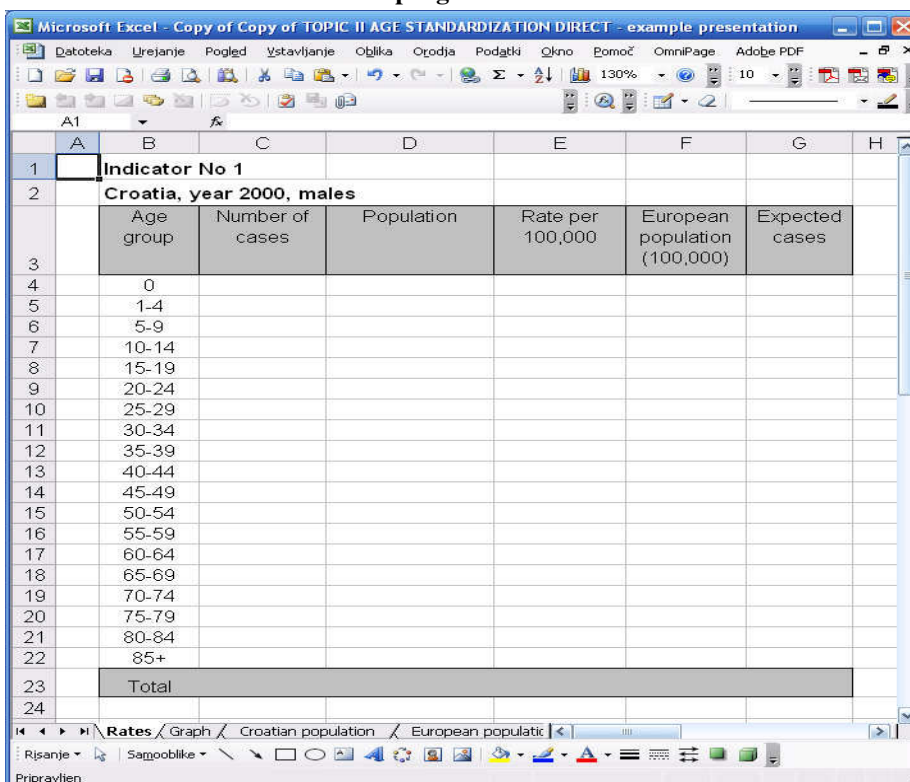 Microsoft Excel - Copy of Copy of TOPIC II AGE STANDARDIZATION DIRECT - example presentation
Datoteka Urejanje Pogled Vstavljanje Oblika Orodja Podatki Okno Pomoč OmniPage Adobe PDF
130% 10
A1 fx
A B C D E F G H
1 Indicator No 1
2 Croatia, year 2000, males
3 Age group Number of cases Population Rate per 100,000 European population (100,000) Expected cases
4 0
5 1-4
6 5-9
7 10-14
8 15-19
9 20-24
10 25-29
11 30-34
12 35-39
13 40-44
14 45-49
15 50-54
16 55-59
17 60-64
18 65-69
19 70-74
20 75-79
21 80-84
22 85+
23 Total
24
Rates Graph Croatian population European populatic
Risanje Samooblike
Pripravljen